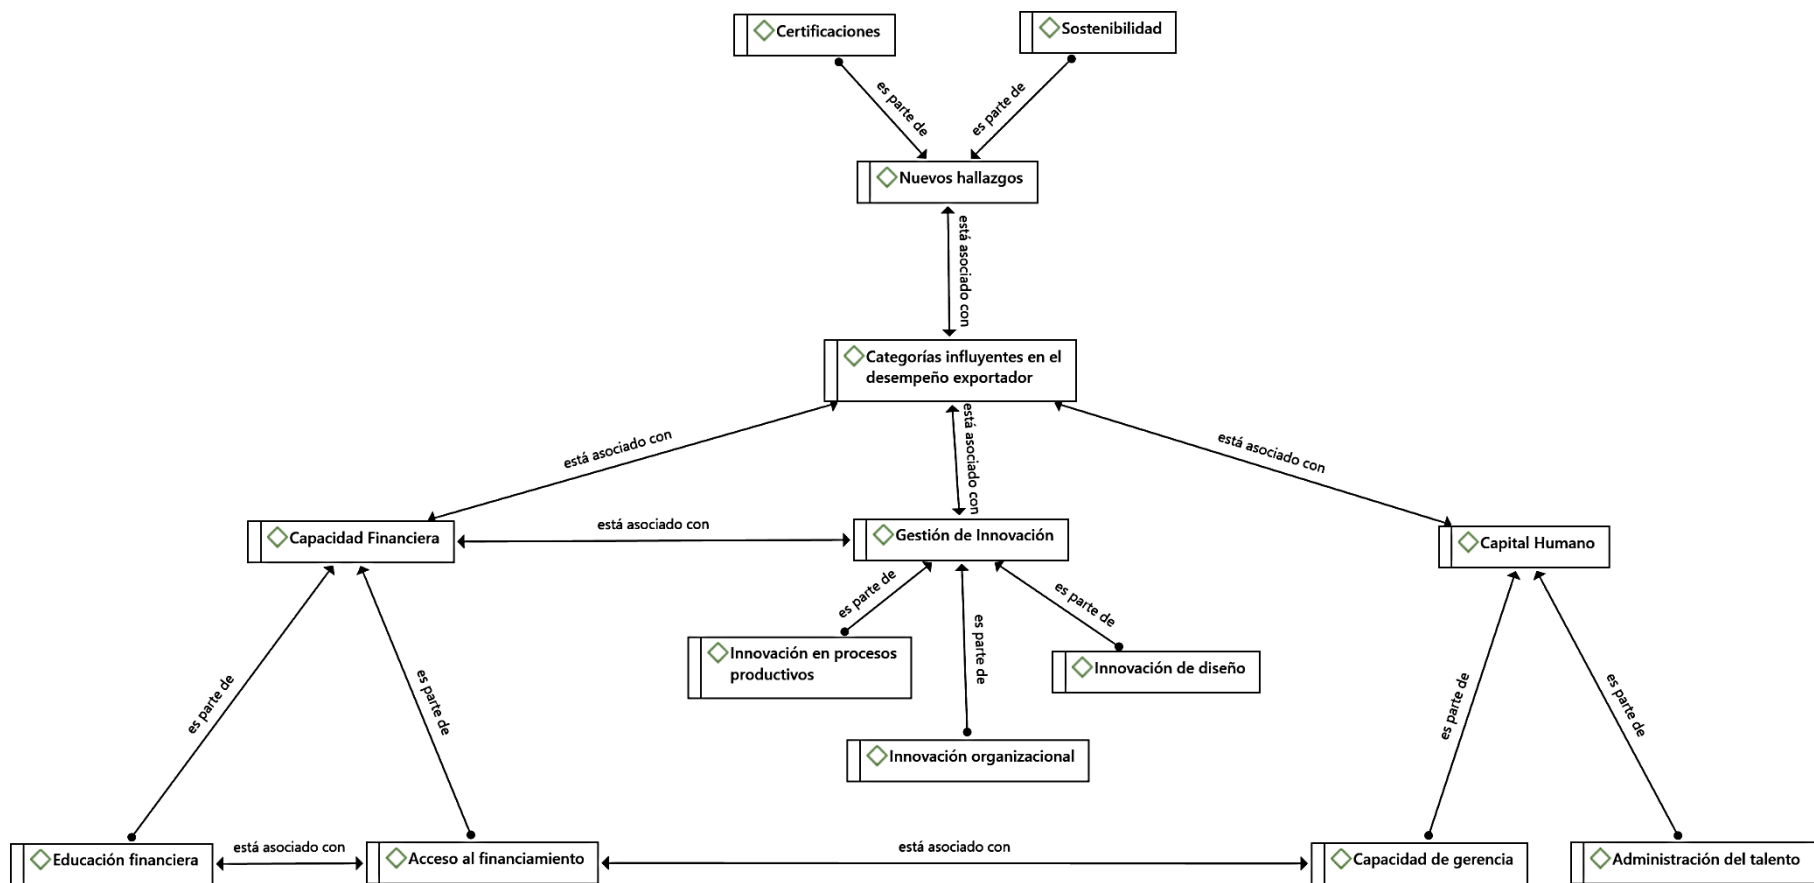 Certificaciones
Sostenibilidad
es parte de
es parte de
Nuevos hallazgos
está asociado con
Categorías influyentes en el
desempeño exportador
está asociado con
está asociado con
está asociado con
Capacidad Financiera
está asociado con
Gestión de Innovación
Capital Humano
es parte de
es parte de
es parte de
Innovación en procesos
productivos
Innovación de diseño
es parte de
es parte de
es parte de
es parte de
Innovación organizacional
Educación financiera
está asociado con
Acceso al financiamiento
está asociado con
Capacidad de gerencia
Administración del talento